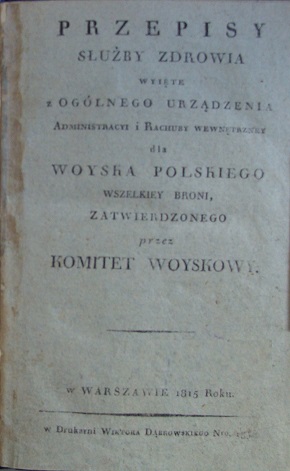 PRZEPISY
SŁUŻBY ZDROWIA
WYIĘTE
z OGÓLNEGO URZĄDZENIA
ADMINISTRACYI i RACHUBY WEWNĘTRZNEY
dla
WOYSKA POLSKIEGO
WSZELKIEY BRONI,
ZATWIERDZONEGO
przez
KOMITET WOYSKOWY.
w WARSZAWIE 1815 Roku.
w Drukarni WIKTORA DĄBROWSKIEGO